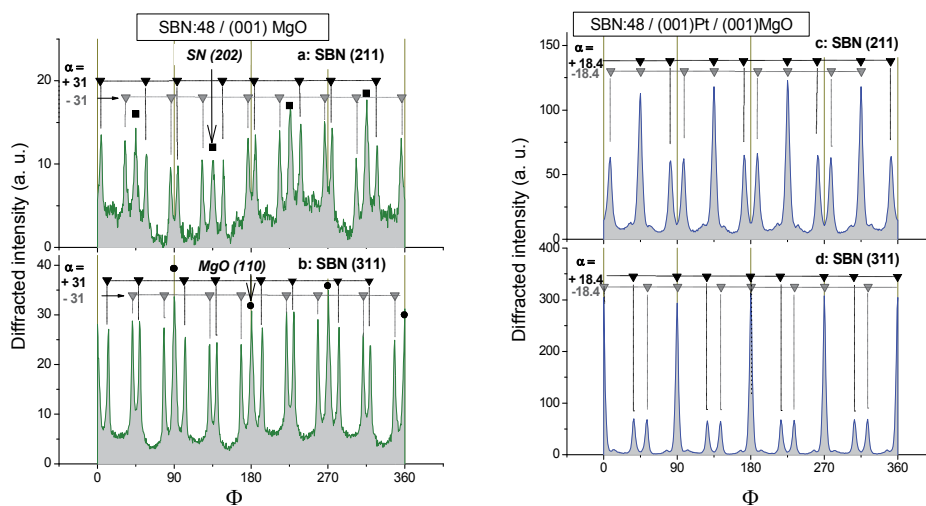 SBN:48 / (001) MgO
SN (202)
a: SBN (211)
α =
+ 31
- 31
20
10
0
Diffracted intensity (a. u.)
MgO (110)
b: SBN (311)
α =
+ 31
- 31
40
30
20
10
0
0 90 180 270 360
Φ
SBN:48 / (001)Pt / (001)MgO
c: SBN (211)
α =
+ 18.4
-18.4
150
100
50
0
Diffracted intensity (a. u.)
d: SBN (311)
α =
+ 18.4
-18.4
400
300
200
100
0
0 90 180 270 360
Φ